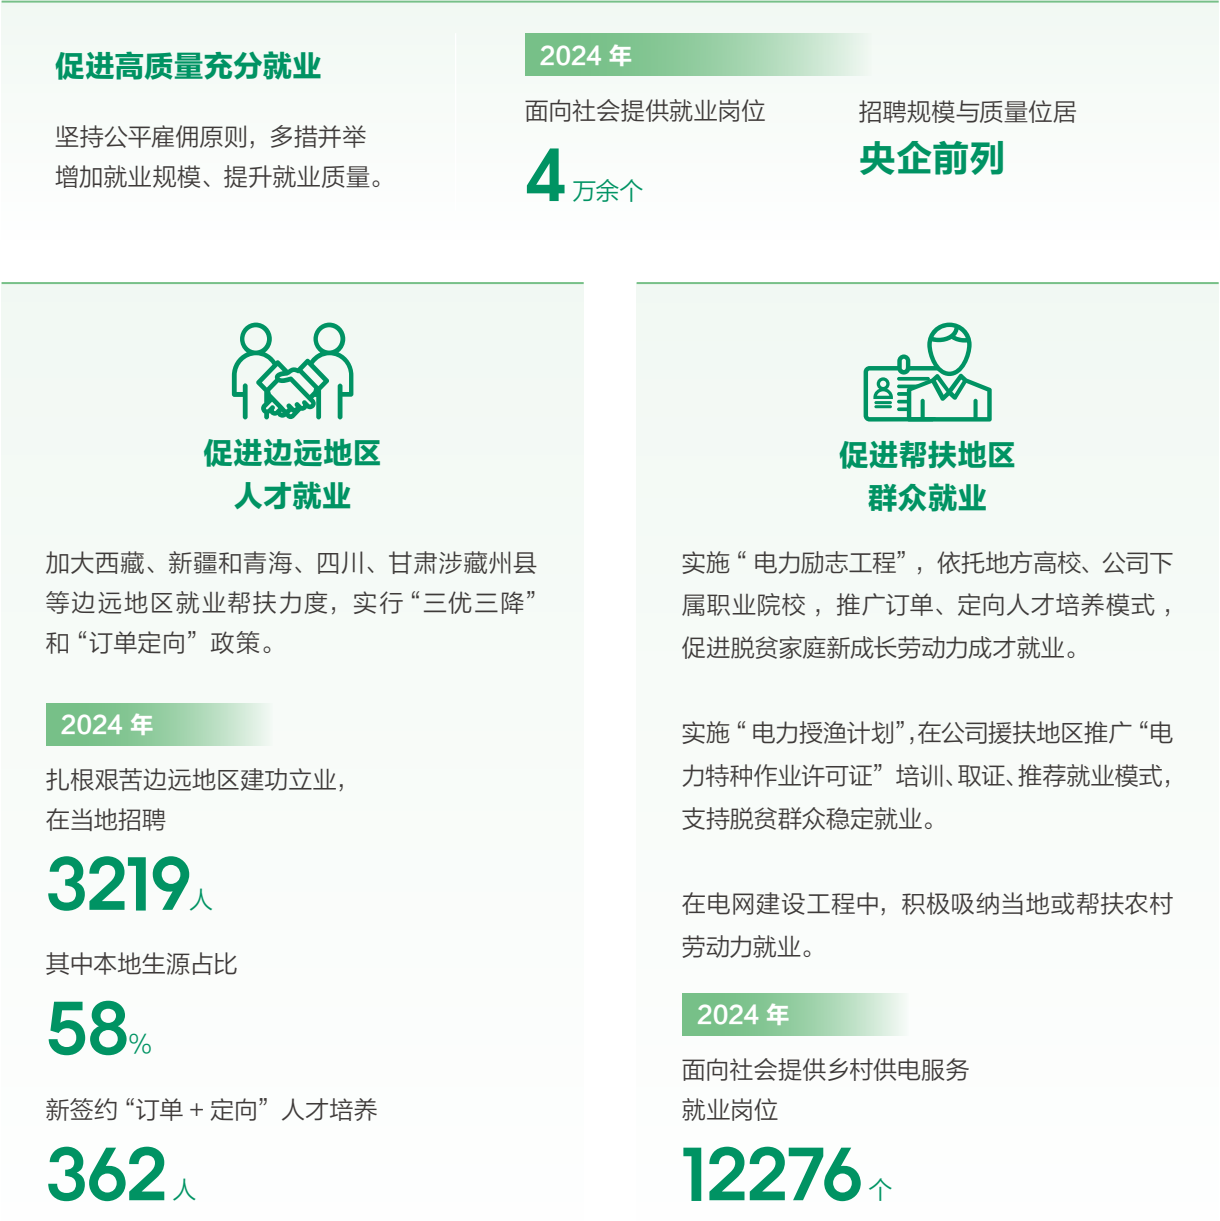 促进高质量充分就业
坚持公平雇佣原则，多措并举
增加就业规模、提升就业质量。
2024 年
面向社会提供就业岗位
4 万余个
招聘规模与质量位居
央企前列
促进边远地区
人才就业
加大西藏、新疆和青海、四川、甘肃涉藏州县
等边远地区就业帮扶力度，实行“三优三降”
和“订单定向”政策。
2024 年
扎根艰苦边远地区建功立业，
在当地招聘
3219 人
其中本地生源占比
58%
新签约“订单 + 定向”人才培养
362 人
促进帮扶地区
群众就业
实施“电力励志工程”，依托地方高校、公司下
属职业院校，推广订单、定向人才培养模式，
促进脱贫家庭新成长劳动力成才就业。
实施“电力授渔计划”，在公司援扶地区推广“电
力特种作业许可证”培训、取证、推荐就业模式，
支持脱贫群众稳定就业。
在电网建设工程中，积极吸纳当地或帮扶农村
劳动力就业。
2024 年
面向社会提供乡村供电服务
就业岗位
12276 个